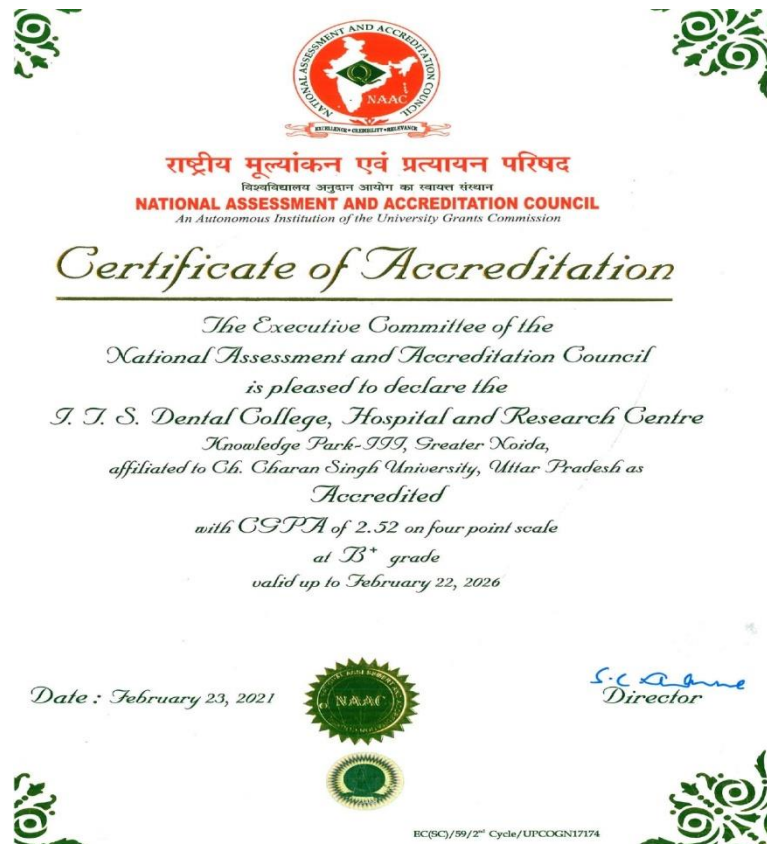 NATIONAL ASSESSMENT AND ACCREDITATION COUNCIL
NAAC
EXCELLENCE • CREDIBILITY • RELEVANCE
राष्ट्रीय मूल्यांकन एवं प्रत्यायन परिषद
विश्वविद्यालय अनुदान आयोग का स्वायत्त संस्थान
NATIONAL ASSESSMENT AND ACCREDITATION COUNCIL
An Autonomous Institution of the University Grants Commission
Certificate of Accreditation
The Executive Committee of the
National Assessment and Accreditation Council
is pleased to declare the
I. T. S. Dental College, Hospital and Research Centre
Knowledge Park-III, Greater Noida,
affiliated to Ch. Charan Singh University, Uttar Pradesh as
Accredited
with CGPA of 2.52 on four point scale
at B+ grade
valid up to February 22, 2026
Date : February 23, 2021
NAAC
S.C
Director
EC(SC)/59/2nd Cycle/UPCOGN17174